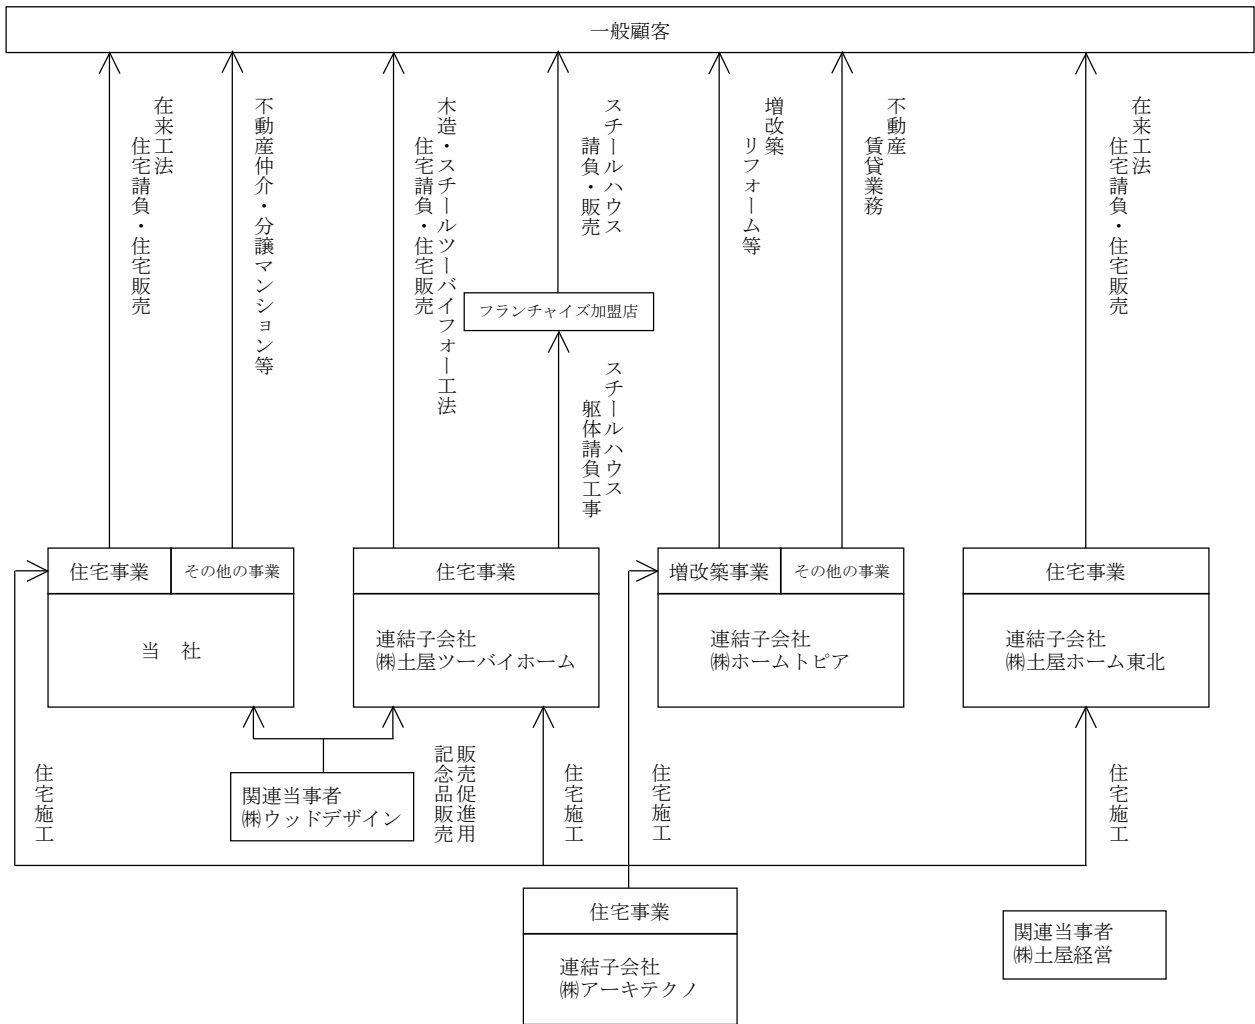 一般顧客
在来工法
住宅請負・住宅販売
不動産仲介・分譲マンション等
木造・スチールツーバイフォー工法
住宅請負・住宅販売
スチールハウス
請負・販売
増改築
リフォーム等
不動産
賃貸業務
在来工法
住宅請負・住宅販売
フランチャイズ加盟店
スチールハウス
躯体請負工事
住宅事業
その他の事業
当 社
住宅事業
連結子会社
㈱土屋ツーバイホーム
増改築事業
その他の事業
連結子会社
㈱ホームトピア
住宅事業
連結子会社
㈱土屋ホーム東北
住宅施工
関連当事者
㈱ウッドデザイン
販売促進用
記念品販売
住宅施工
住宅施工
住宅施工
住宅事業
連結子会社
㈱アーキテクノ
関連当事者
㈱土屋経営